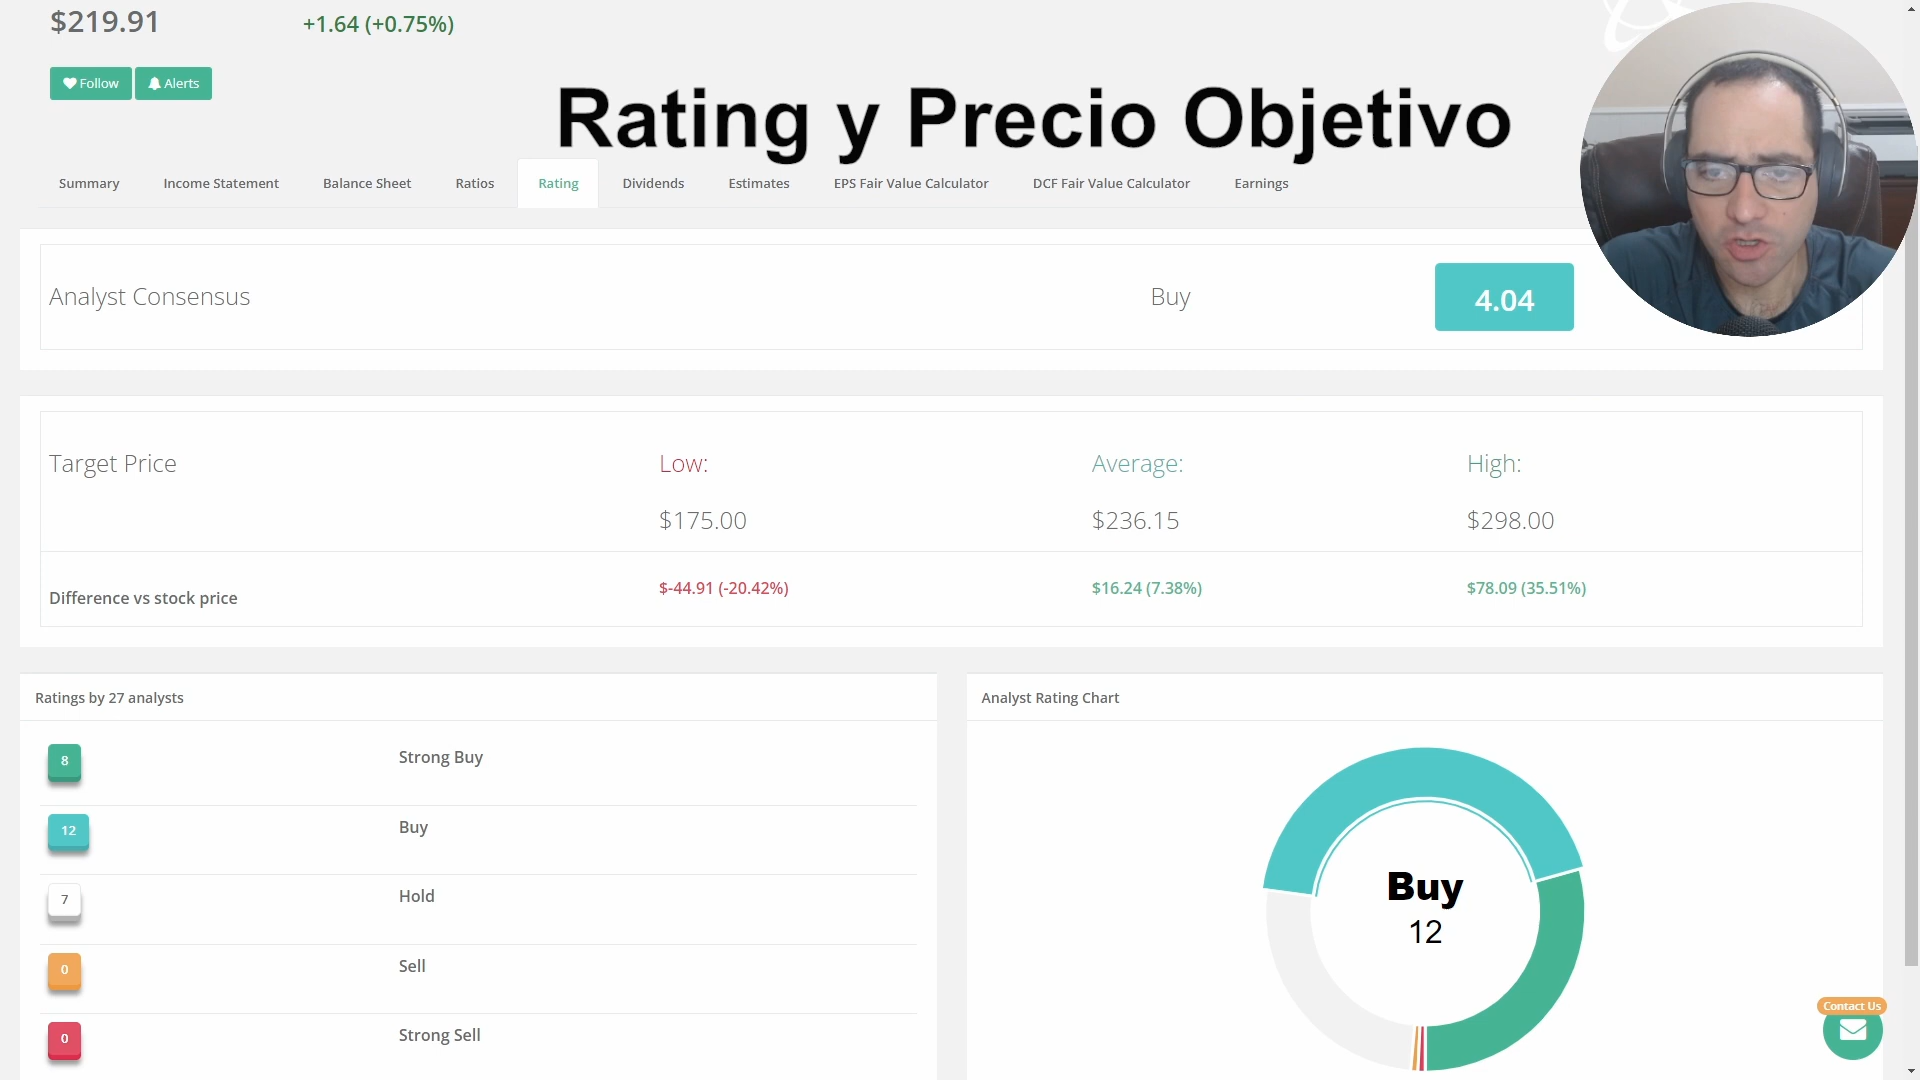 $219.91
+1.64 (+0.75%)
Follow
Alerts
Rating y Precio Objetivo
Summary
Income Statement
Balance Sheet
Ratios
Rating
Dividends
Estimates
EPS Fair Value Calculator
DCF Fair Value Calculator
Earnings
Analyst Consensus
Buy
4.04
Target Price
Low:
Average:
High:
$175.00
$236.15
$298.00
Difference vs stock price
$-44.91 (-20.42%)
$16.24 (7.38%)
$78.09 (35.51%)
Ratings by 27 analysts
8
Strong Buy
12
Buy
7
Hold
0
Sell
0
Strong Sell
Analyst Rating Chart
Buy
12
Contact Us